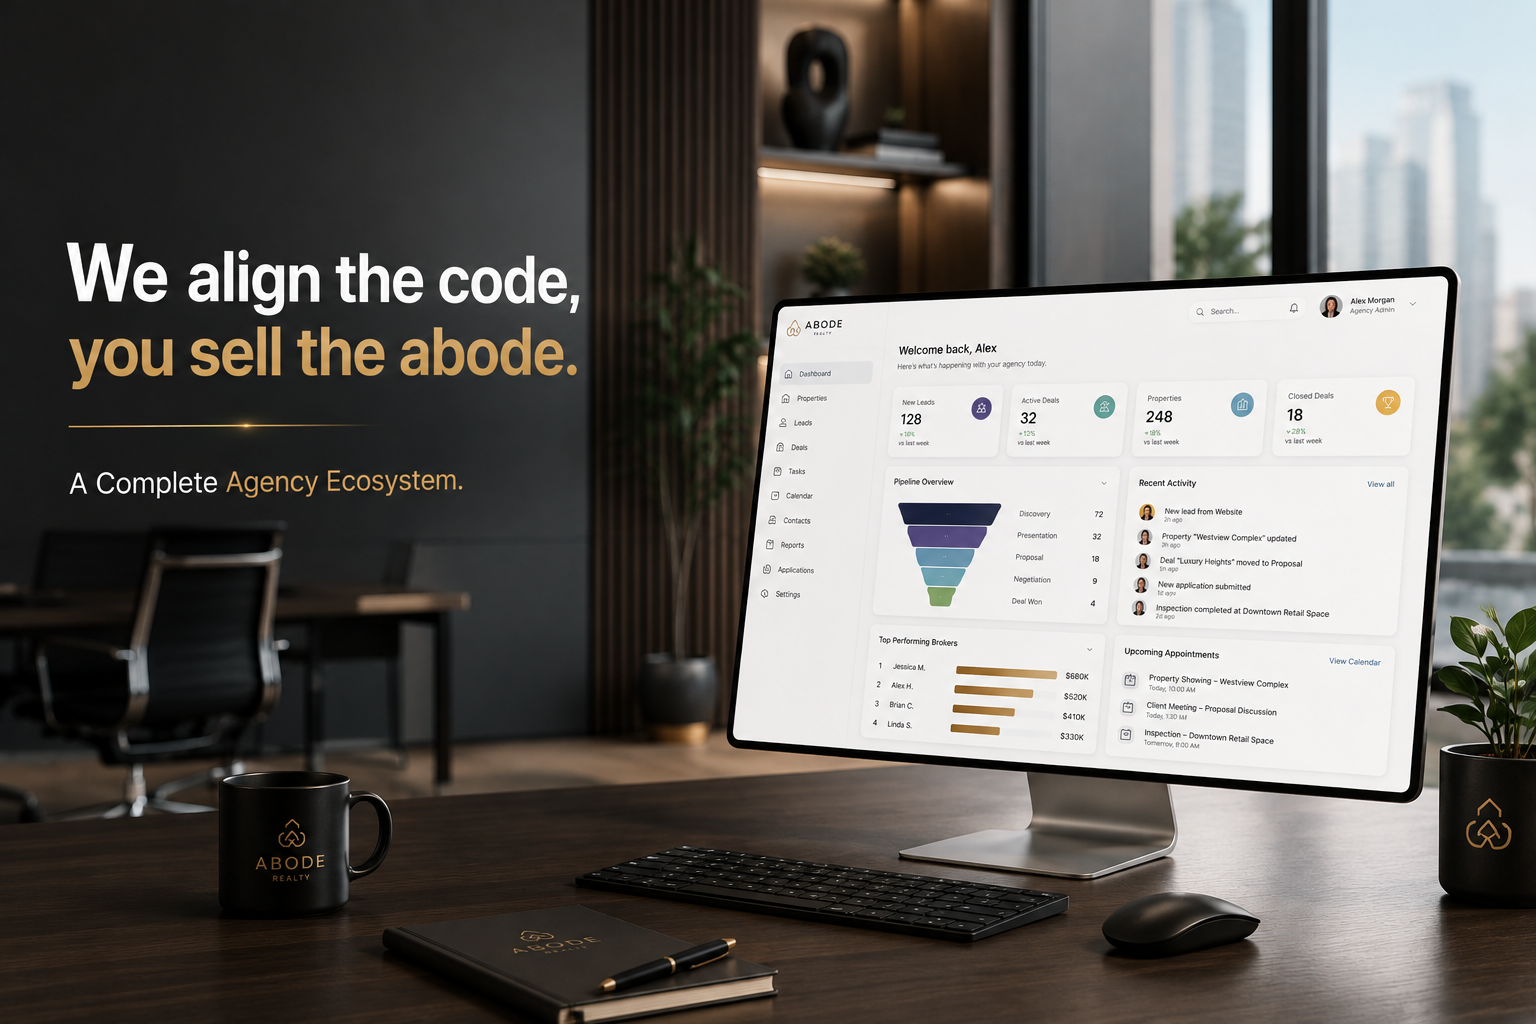 We align the code,
you sell the abode.
A Complete Agency Ecosystem.
ABODE
REALTY
Search...
Alex Morgan
Agency Admin
Welcome back, Alex
Here's what's happening with your agency today.
Dashboard
Properties
Leads
Deals
Tasks
Calendar
Contacts
Reports
Applications
Settings
New Leads
128
vs last week
Active Deals
32
+12%
vs last week
Properties
248
+18%
vs last week
Closed Deals
18
28%
vs last week
Pipeline Overview
Discovery 72
Presentation 32
Proposal 18
Negotiation 9
Deal Won 4
Recent Activity
View all
New lead from Website
2h ago
Property "Westview Complex" updated
ago
Deal "Luxury Heights" moved to Proposal
ago
New application submitted
ago
Inspection completed at Downtown Retail Space
2d ago
Top Performing Brokers
1 Jessica M. $680K
2 Alex H. $520K
3 Brian C. $410K
4 Linda S. $330K
Upcoming Appointments
View Calendar
Property Showing – Westview Complex
Today, 10:00 AM
Client Meeting – Proposal Discussion
Today, 1:30 AM
Inspection – Downtown Retail Space
Tomorrow, 9:00 AM
ABODE
REALTY
ABODE
REALTY